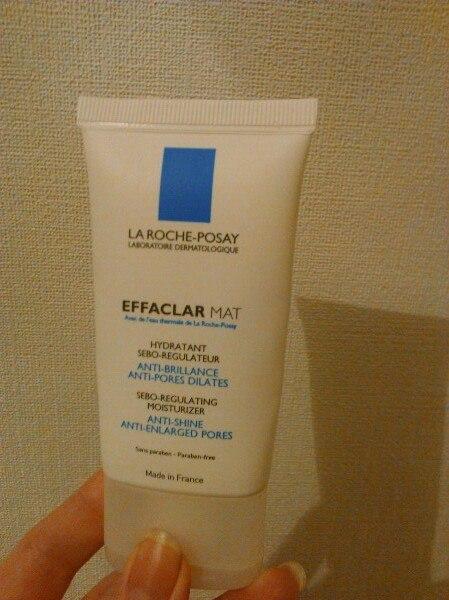 LA ROCHE-POSAY
LABORATOIRE DERMATOLOGIQUE
EFFACLAR MAT
Avec de l'eau thermale de La Roche-Posay
HYDRATANT
SEBO-REGULATEUR
ANTI-BRILLANCE
ANTI-PORES DILATES
SEBO-REGULATING
MOISTURIZER
ANTI-SHINE
ANTI-ENLARGED PORES
Sans paraben - Paraben-free
Made in France